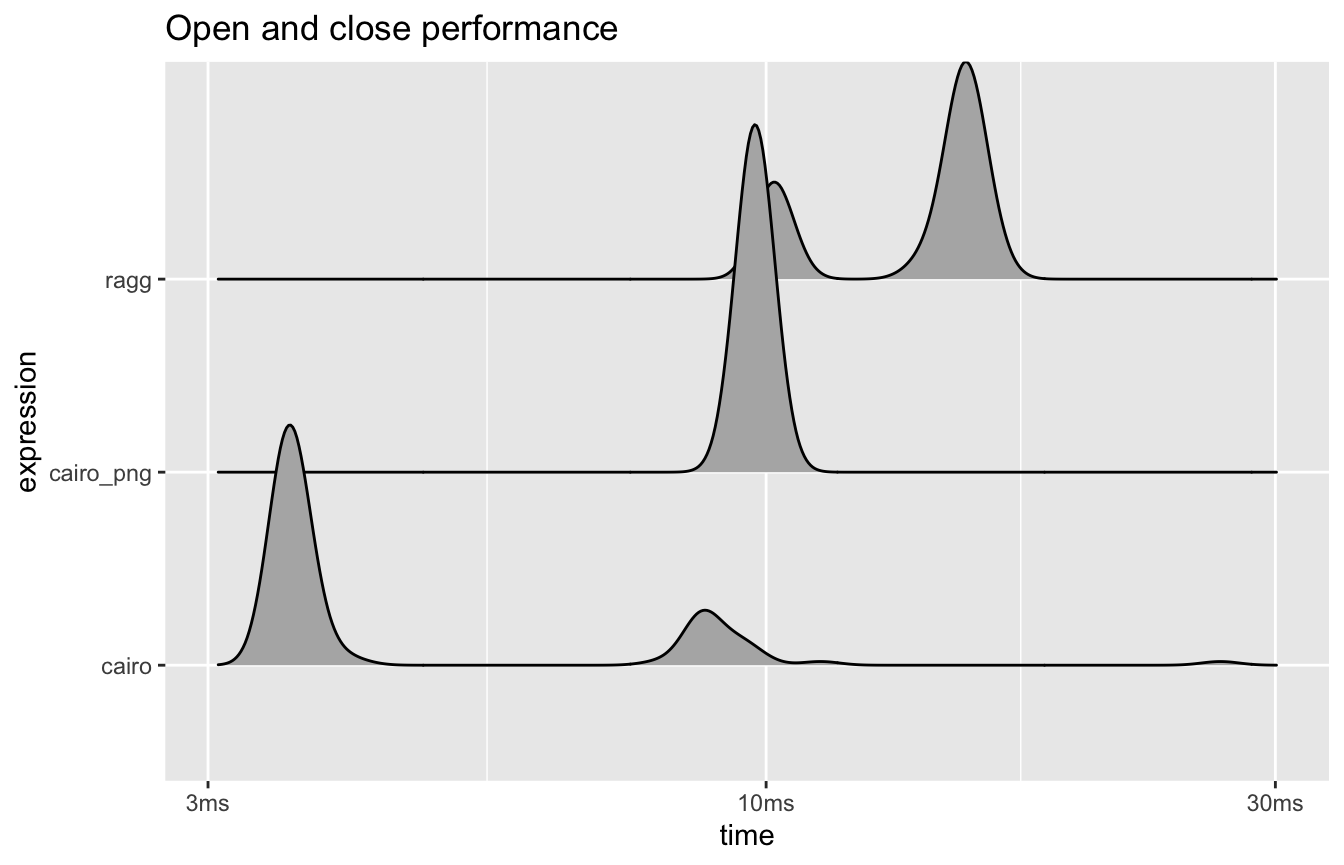 Open and close performance
expression
ragg
cairo_png
cairo
3ms
10ms
30ms
time